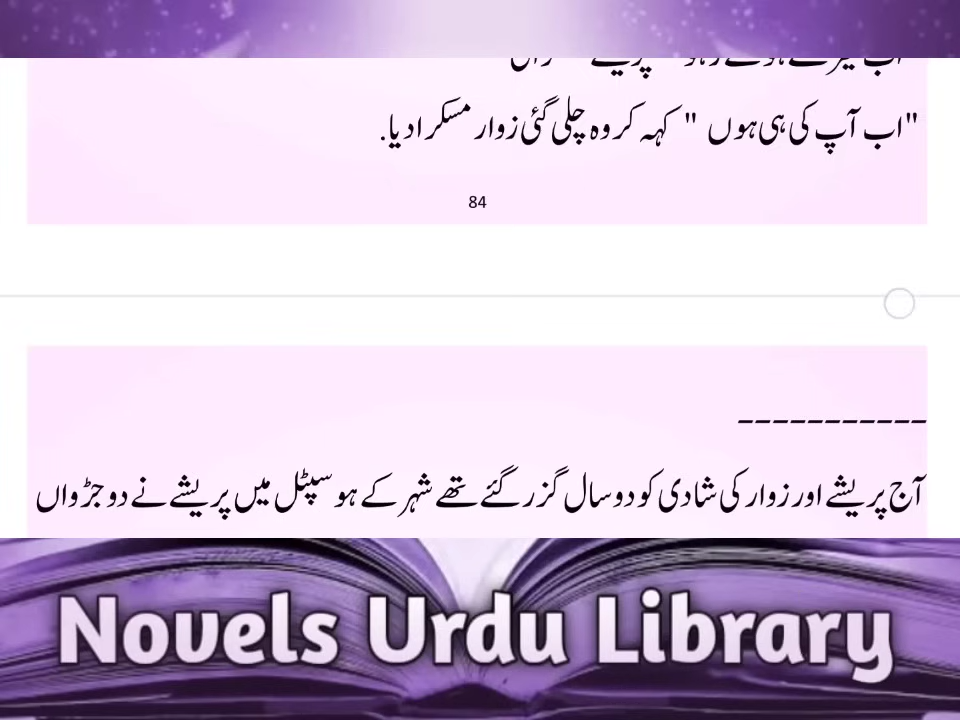 "اب آپ کی ہی ہوں " کہہ کر وہ چلی گئی زوار مسکرا دیا.
84
-----------
آج پریشے اور زوار کی شادی کو دو سال گزر گئے تھے شہر کے ہوسپٹل میں پریشے نے دو جڑواں
Novels Urdu Library